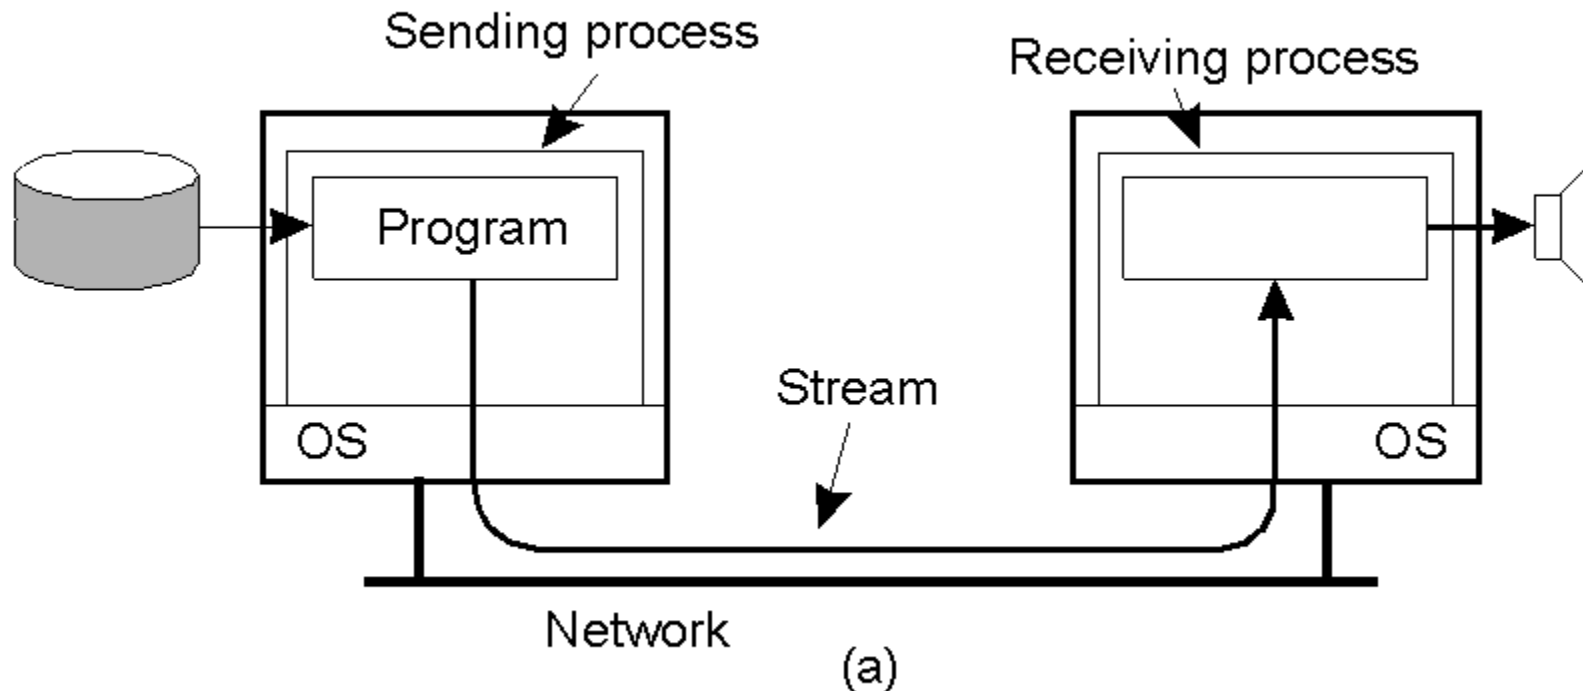 Sending process
Receiving process
Program
Stream
OS
OS
Network
(a)